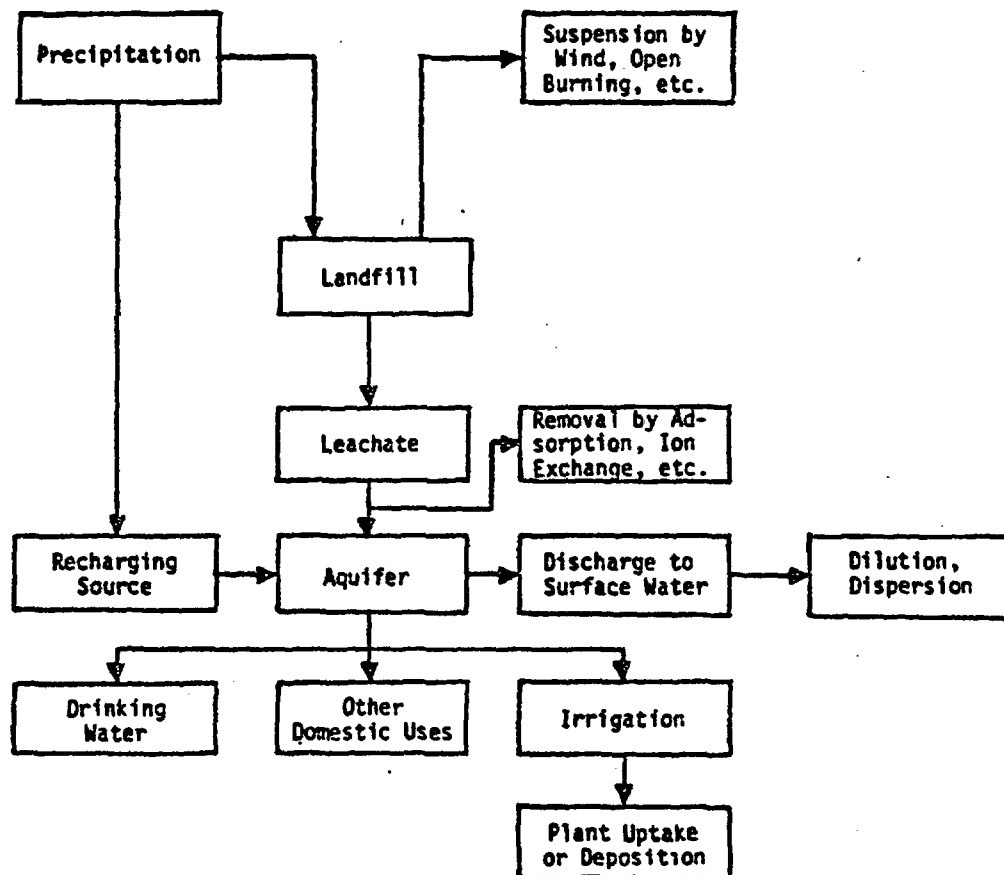 Precipitation
Suspension by
Wind, Open
Burning, etc.
Landfill
Leachate
Removal by Ad-
sorption, Ion
Exchange, etc.
Recharging
Source
Aquifer
Discharge to
Surface Water
Dilution,
Dispersion
Drinking
Water
Other
Domestic Uses
Irrigation
Plant Uptake
or Deposition